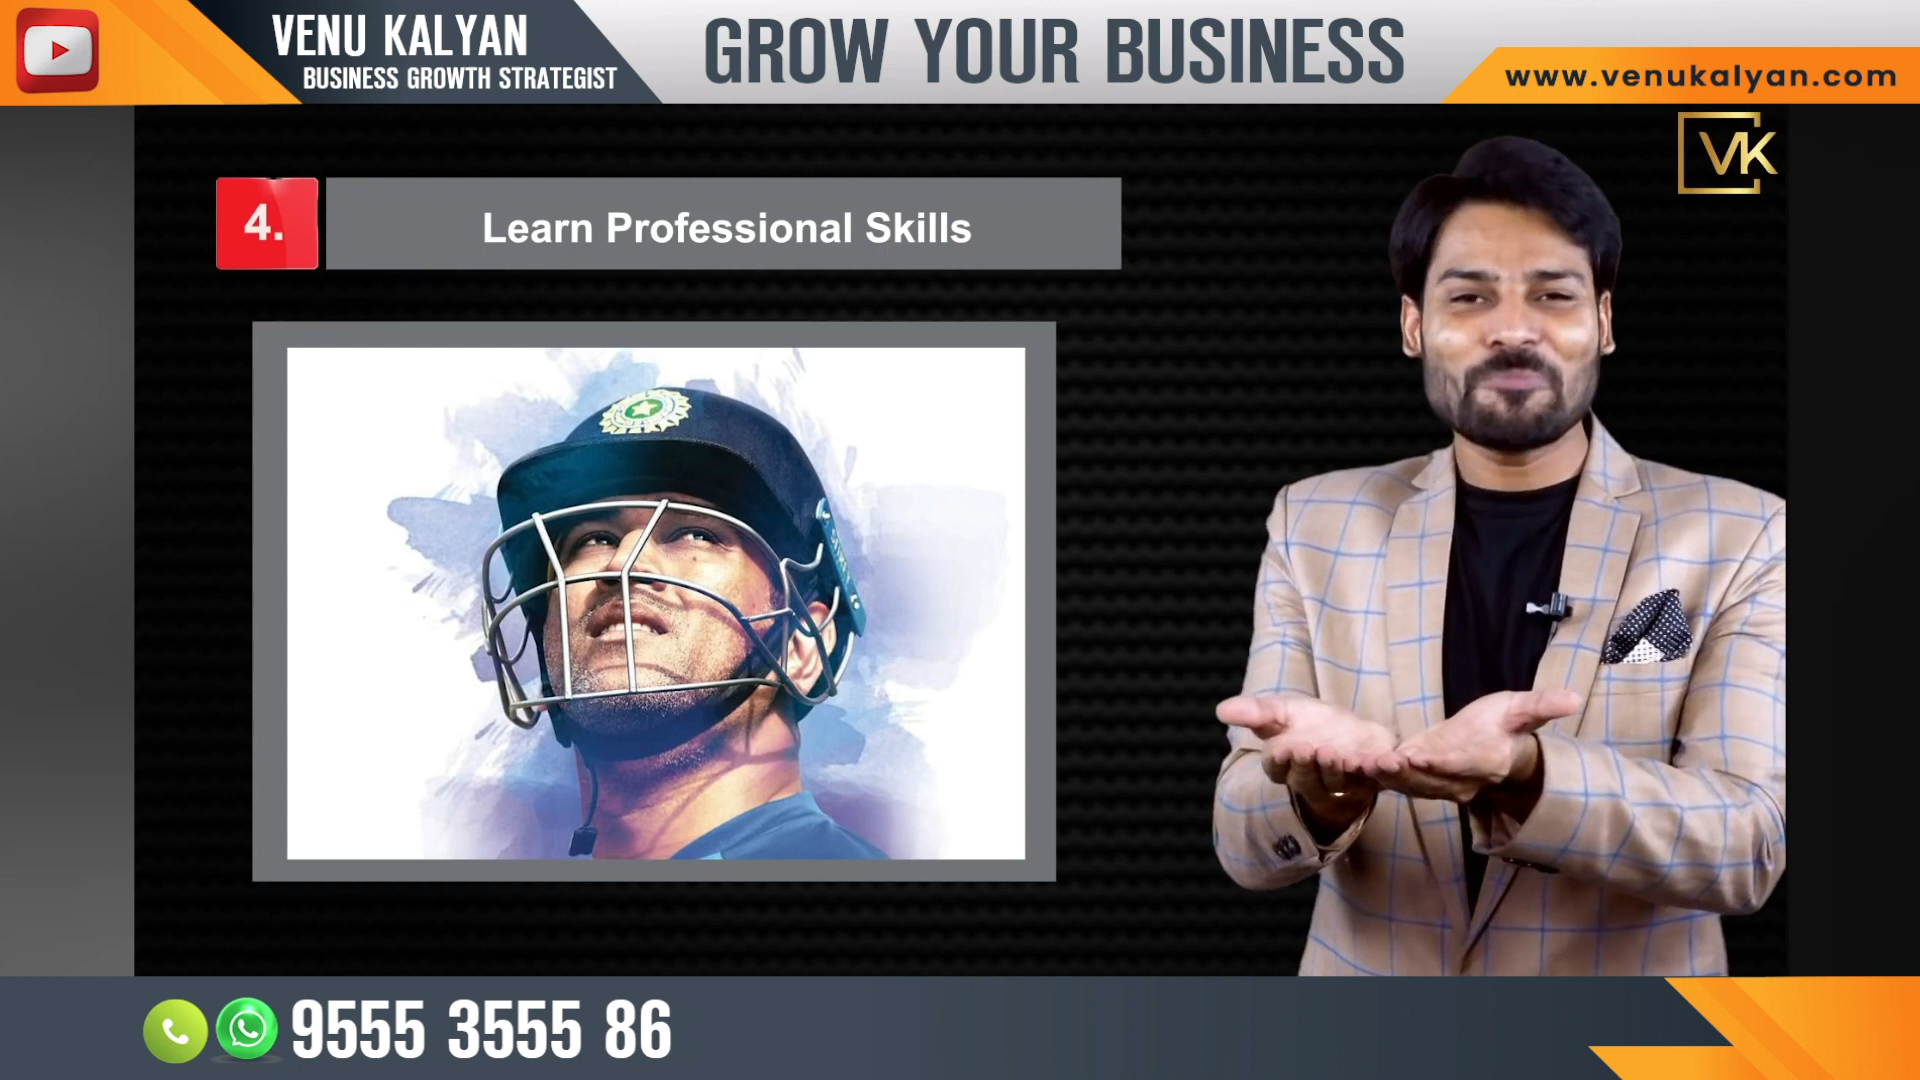 VENU KALYAN
BUSINESS GROWTH STRATEGIST
GROW YOUR BUSINESS
www.venukalyan.com
VK
4.
Learn Professional Skills
9555 3555 86